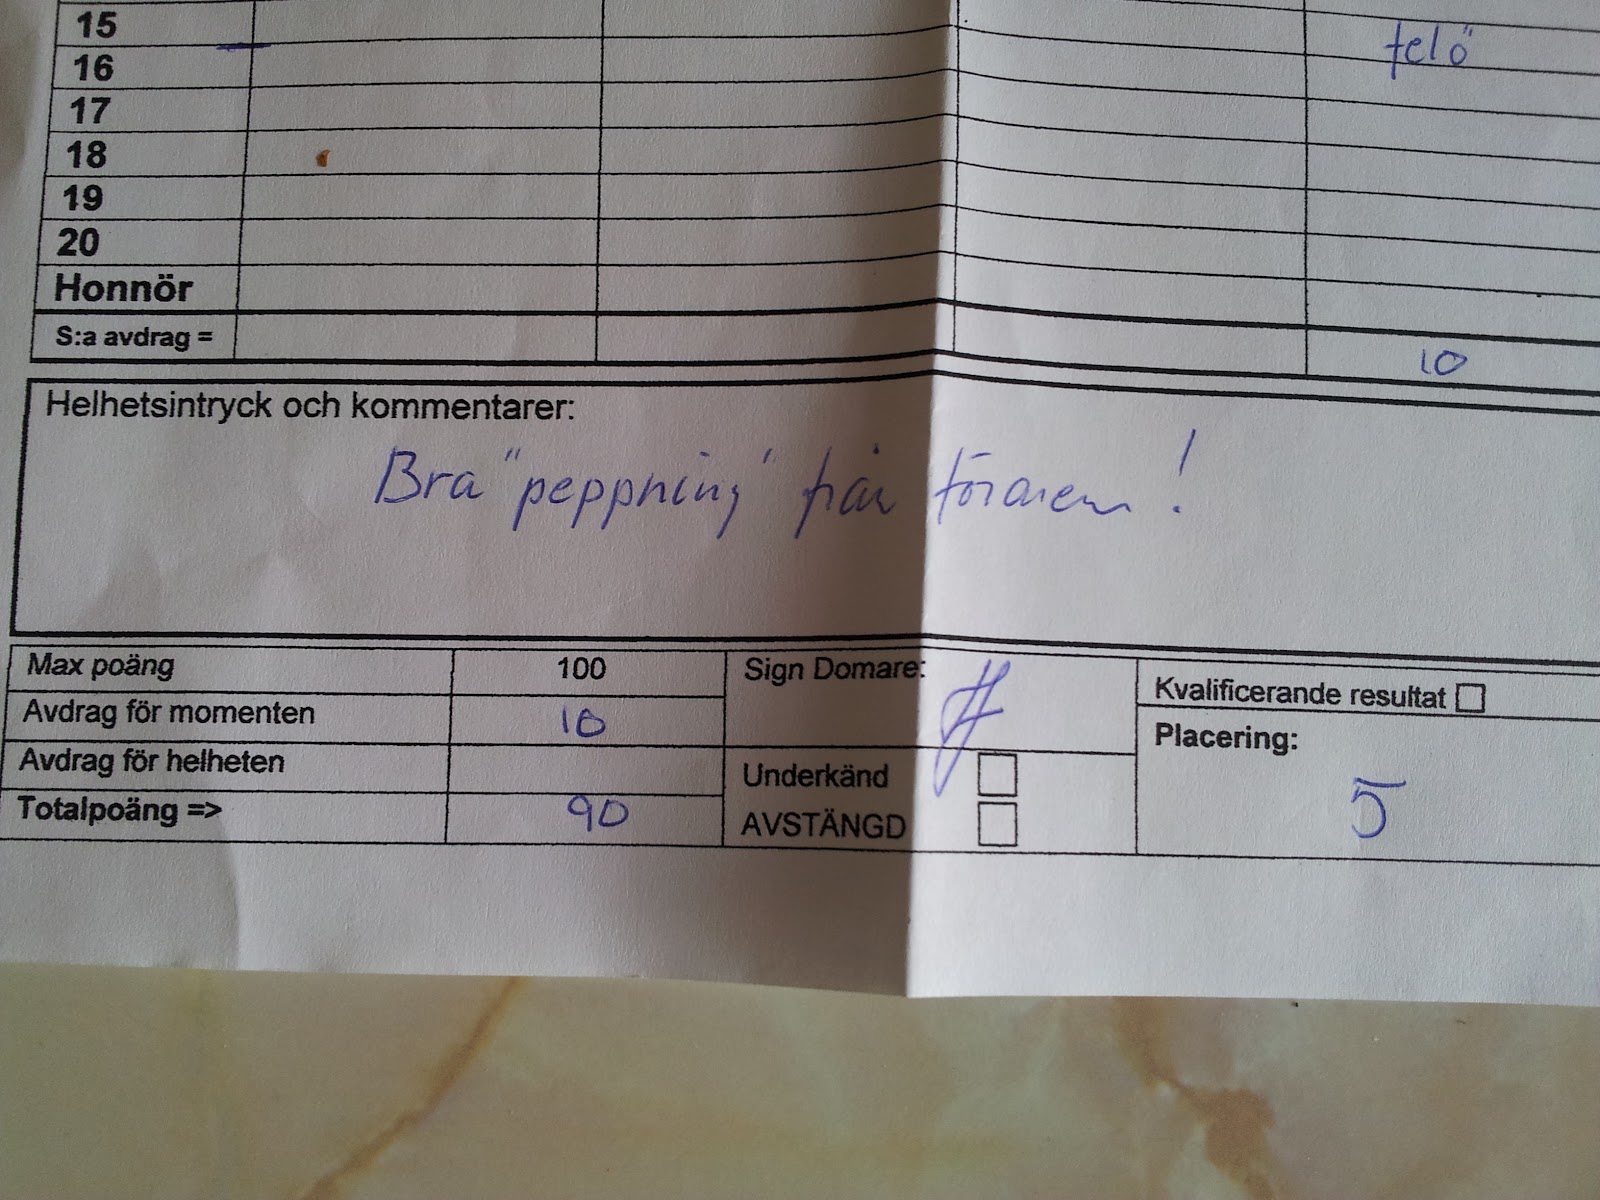 15
telö
16
17
18
19
20
Honnör
S:a avdrag =
10
Helhetsintryck och kommentarer:
Bra "peppning" från föraren!
Max poäng 100
Sign Domare:
Kvalificerande resultat
Avdrag för momenten 10
Placering:
5
Avdrag för helheten
Underkänd
Totalpoäng => 90
AVSTÄNGD